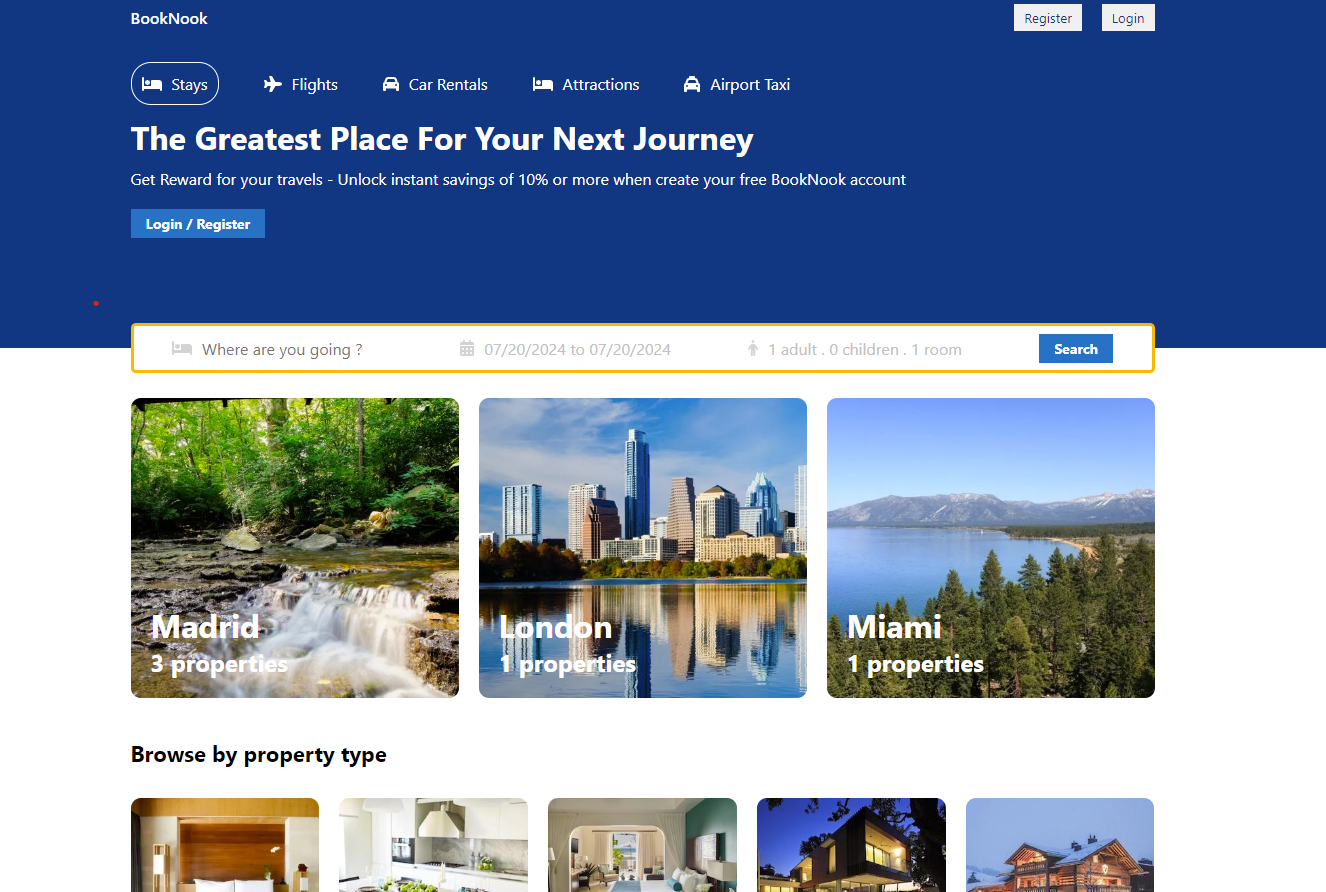 BookNook
Register
Login
Stays
Flights
Car Rentals
Attractions
Airport Taxi
The Greatest Place For Your Next Journey
Get Reward for your travels - Unlock instant savings of 10% or more when create your free BookNook account
Login / Register
Where are you going ?
07/20/2024 to 07/20/2024
1 adult . 0 children . 1 room
Search
Madrid
3 properties
London
1 properties
Miami
1 properties
Browse by property type